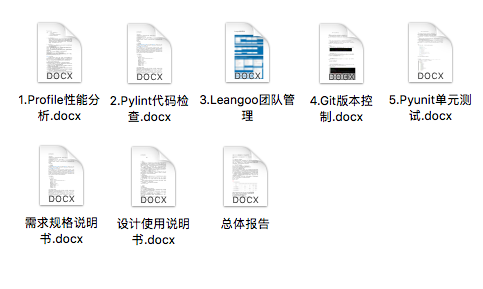 DOCX DOCX DOCX DOCX DOCX
1.Profile性能分 2.Pylint代码检 3.Leangoo团队管 4.Git版本控 5.Pyunit单元测
析.docx 查.docx 理 制.docx 试.docx
DOCX DOCX DOCX
需求规格说明 设计使用说明 总体报告
书.docx 书.docx